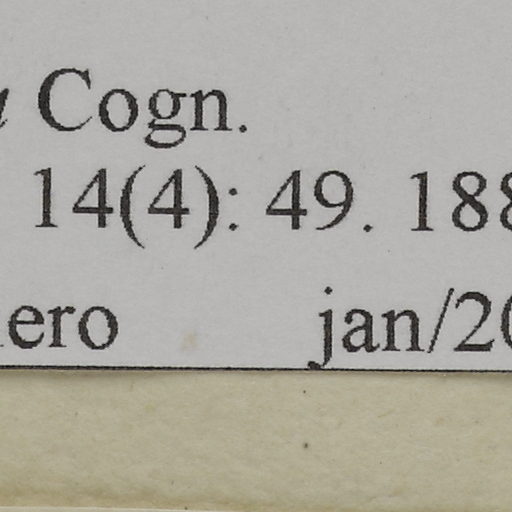 Cogn.
14(4): 49. 188
ero jan/20